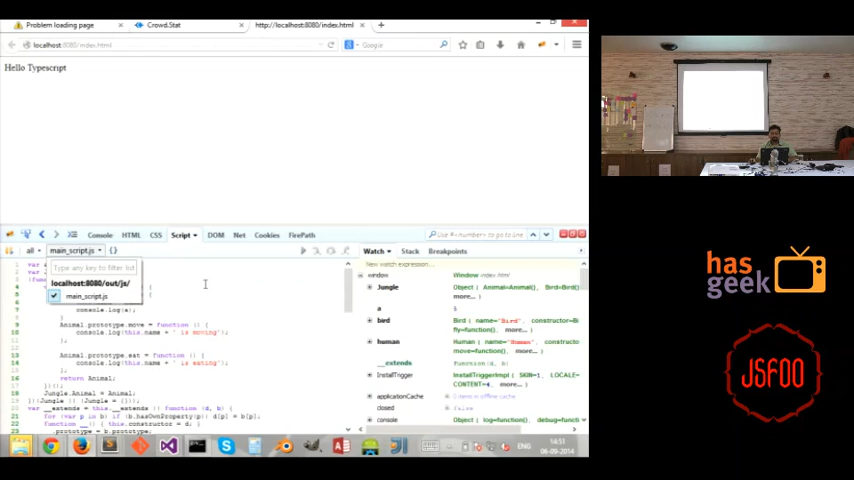 Problem loading page
Crowd.Stat
http://localhost:8080/index.html
localhost:8080/index.html
Google
Hello Typescript
Console HTML CSS Script DOM Net Cookies FirePath
Use #<number> to go to line
all main_script.js {}
Watch Stack Breakpoints
Type any key to filter list
localhost:8080/out/js/
main_script.js
New watch expression...
window Window index.html
Jungle Object { Animal=Animal(), Bird=Bird()
more... }
a
bird Bird { name="Bird", constructor=Bi
fly=function(), more... }
human Human { name="Human", constructor=
move=function(), more... }
__extends function(d, b)
InstallTrigger InstallTriggerImpl { SKIN=1, LOCALE=
CONTENT=4, more... }
applicationCache 0 items in offline cache
closed false
console Object { log=function(), debug=functi
console.log(a);
}
Animal.prototype.move = function () {
console.log(this.name + ' is moving');
};
Animal.prototype.eat = function () {
console.log(this.name + ' is eating');
};
return Animal;
})();
Jungle.Animal = Animal;
})(Jungle || (Jungle = {}));
var __extends = this.__extends || function (d, b) {
for (var p in b) if (b.hasOwnProperty(p)) d[p] = b[p];
function __() { this.constructor = d; }
__.prototype = b.prototype;
ENG
14:51
06-09-2014
has
geek
JSFOO